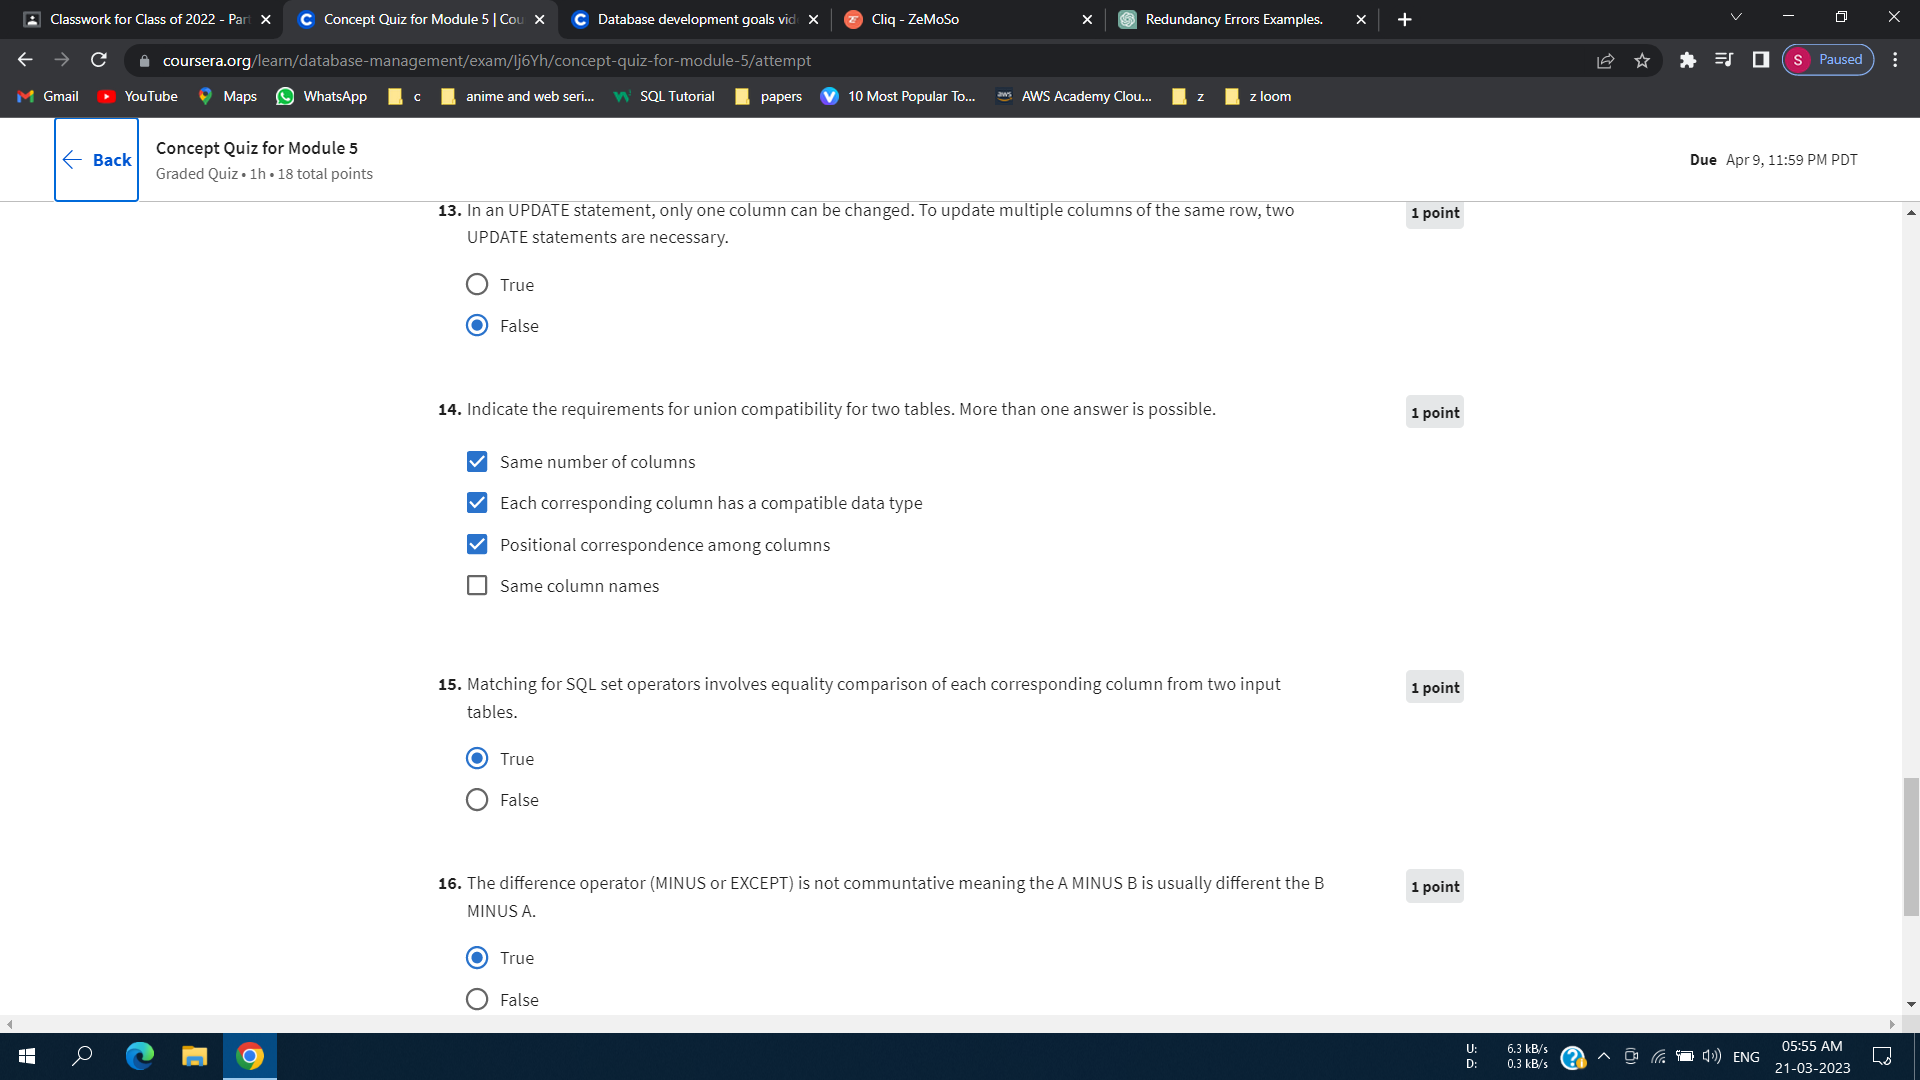 Classwork for Class of 2022 - Par
Concept Quiz for Module 5 | Cou
Database development goals vid
Cliq - ZeMoSo
Redundancy Errors Examples.
coursera.org/learn/database-management/exam/Ij6Yh/concept-quiz-for-module-5/attempt
S Paused
Gmail YouTube Maps WhatsApp c anime and web seri... SQL Tutorial papers 10 Most Popular To... AWS Academy Clou... z z loom
Back
Concept Quiz for Module 5
Graded Quiz • 1h • 18 total points
Due Apr 9, 11:59 PM PDT
13. In an UPDATE statement, only one column can be changed. To update multiple columns of the same row, two
UPDATE statements are necessary.
1 point
True
False
14. Indicate the requirements for union compatibility for two tables. More than one answer is possible.
1 point
Same number of columns
Each corresponding column has a compatible data type
Positional correspondence among columns
Same column names
15. Matching for SQL set operators involves equality comparison of each corresponding column from two input
tables.
1 point
True
False
16. The difference operator (MINUS or EXCEPT) is not communtative meaning the A MINUS B is usually different the B
MINUS A.
1 point
True
False
U: 6.3 kB/s
D: 0.3 kB/s
ENG
05:55 AM
21-03-2023